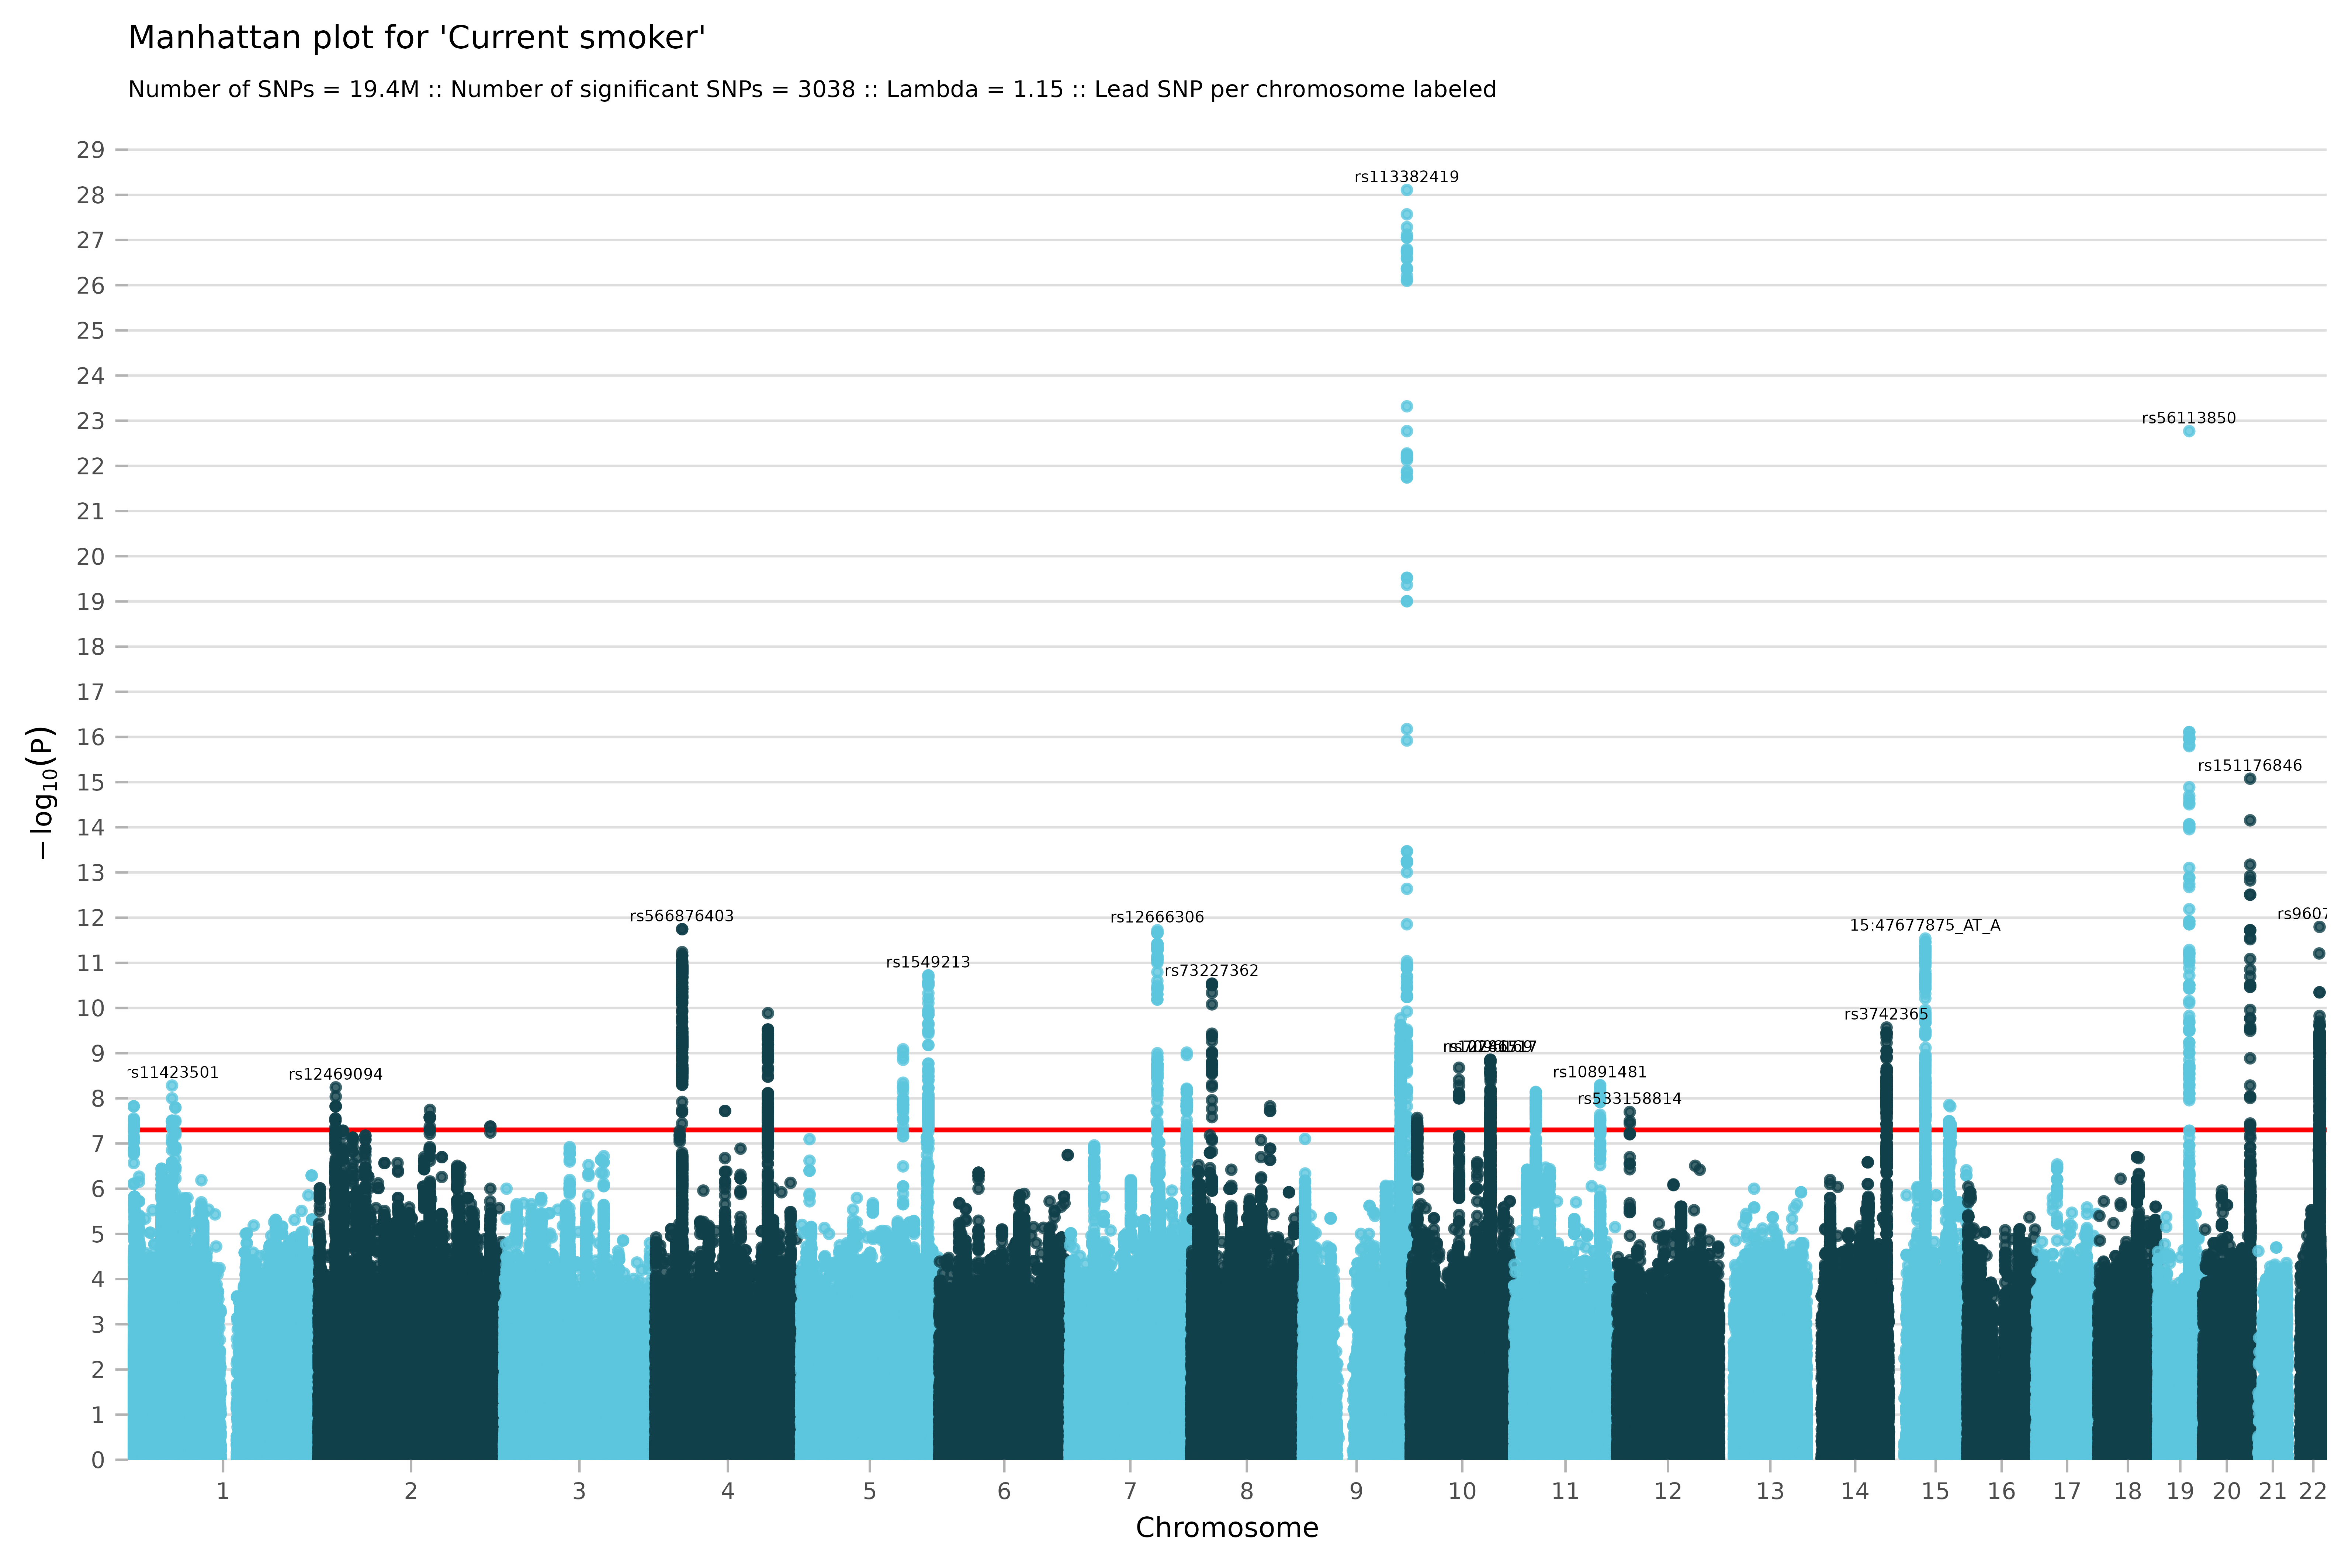 Manhattan plot for 'Current smoker'
Number of SNPs = 19.4M :: Number of significant SNPs = 3038 :: Lambda = 1.15 :: Lead SNP per chromosome labeled
29
28
27
26
25
24
23
22
21
20
19
18
17
16
15
14
13
12
11
10
9
8
7
6
5
4
3
2
1
0
− log10(P)
rs113382419
rs56113850
rs151176846
rs566876403
rs12666306
rs9607
15:47677875_AT_A
rs1549213
rs73227362
rs3742365
rs11423501
rs12469094
rs10891481
rs533158814
1 2 3 4 5 6 7 8 9 10 11 12 13 14 15 16 17 18 19 20 21 22
Chromosome